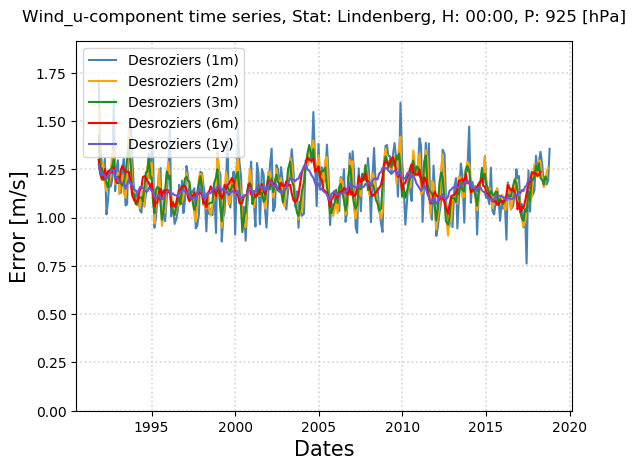 Wind_u-component time series, Stat: Lindenberg, H: 00:00, P: 925 [hPa]
Desroziers (1m)
Desroziers (2m)
Desroziers (3m)
Desroziers (6m)
Desroziers (1y)
Error [m/s]
1.75
1.50
1.25
1.00
0.75
0.50
0.25
0.00
1995
2000
2005
2010
2015
2020
Dates